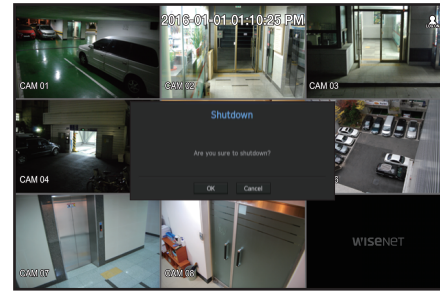 2016-01-01 01:10:25 PM
CAM 01
CAM 02
CAM 03
Shutdown
Are you sure to shutdown?
OK
Cancel
CAM 04
CAM 07
CAM 08
WISENET